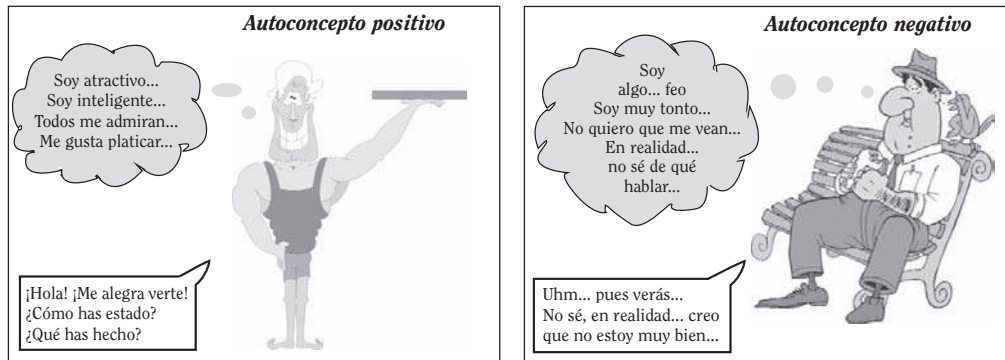 Autoconcepto positivo
Soy atractivo...
Soy inteligente...
Todos me admiran...
Me gusta platicar...
¡Hola! ¡Me alegra verte!
¿Cómo has estado?
¿Qué has hecho?
Autoconcepto negativo
Soy
algo... feo
Soy muy tonto...
No quiero que me vean...
En realidad...
no sé de qué
hablar...
Uhm... pues verás...
No sé, en realidad... creo
que no estoy muy bien...